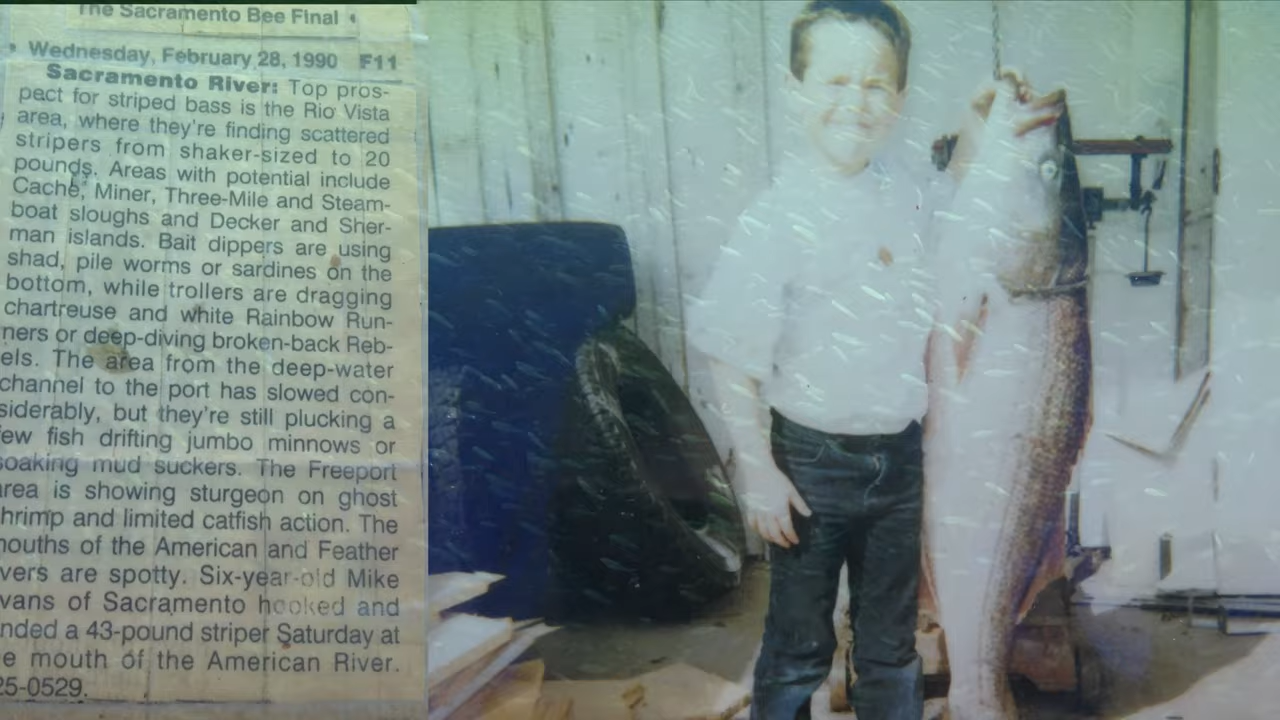 The Sacramento Bee Final •
• Wednesday, February 28, 1990 F11
Sacramento River: Top pros-
pect for striped bass is the Rio Vista
area, where they're finding scattered
stripers from shaker-sized to 20
pounds. Areas with potential include
Cache, Miner, Three-Mile and Steam-
boat sloughs and Decker and Sher-
man islands. Bait dippers are using
shad, pile worms or sardines on the
bottom, while trollers are dragging
chartreuse and white Rainbow Run-
ners or deep-diving broken-back Reb-
els. The area from the deep-water
channel to the port has slowed con-
siderably, but they're still plucking a
few fish drifting jumbo minnows or
soaking mud suckers. The Freeport
area is showing sturgeon on ghost
hrimp and limited catfish action. The
mouths of the American and Feather
vers are spotty. Six-year-old Mike
vans of Sacramento hooked and
nded a 43-pound striper Saturday at
e mouth of the American River.
25-0529.